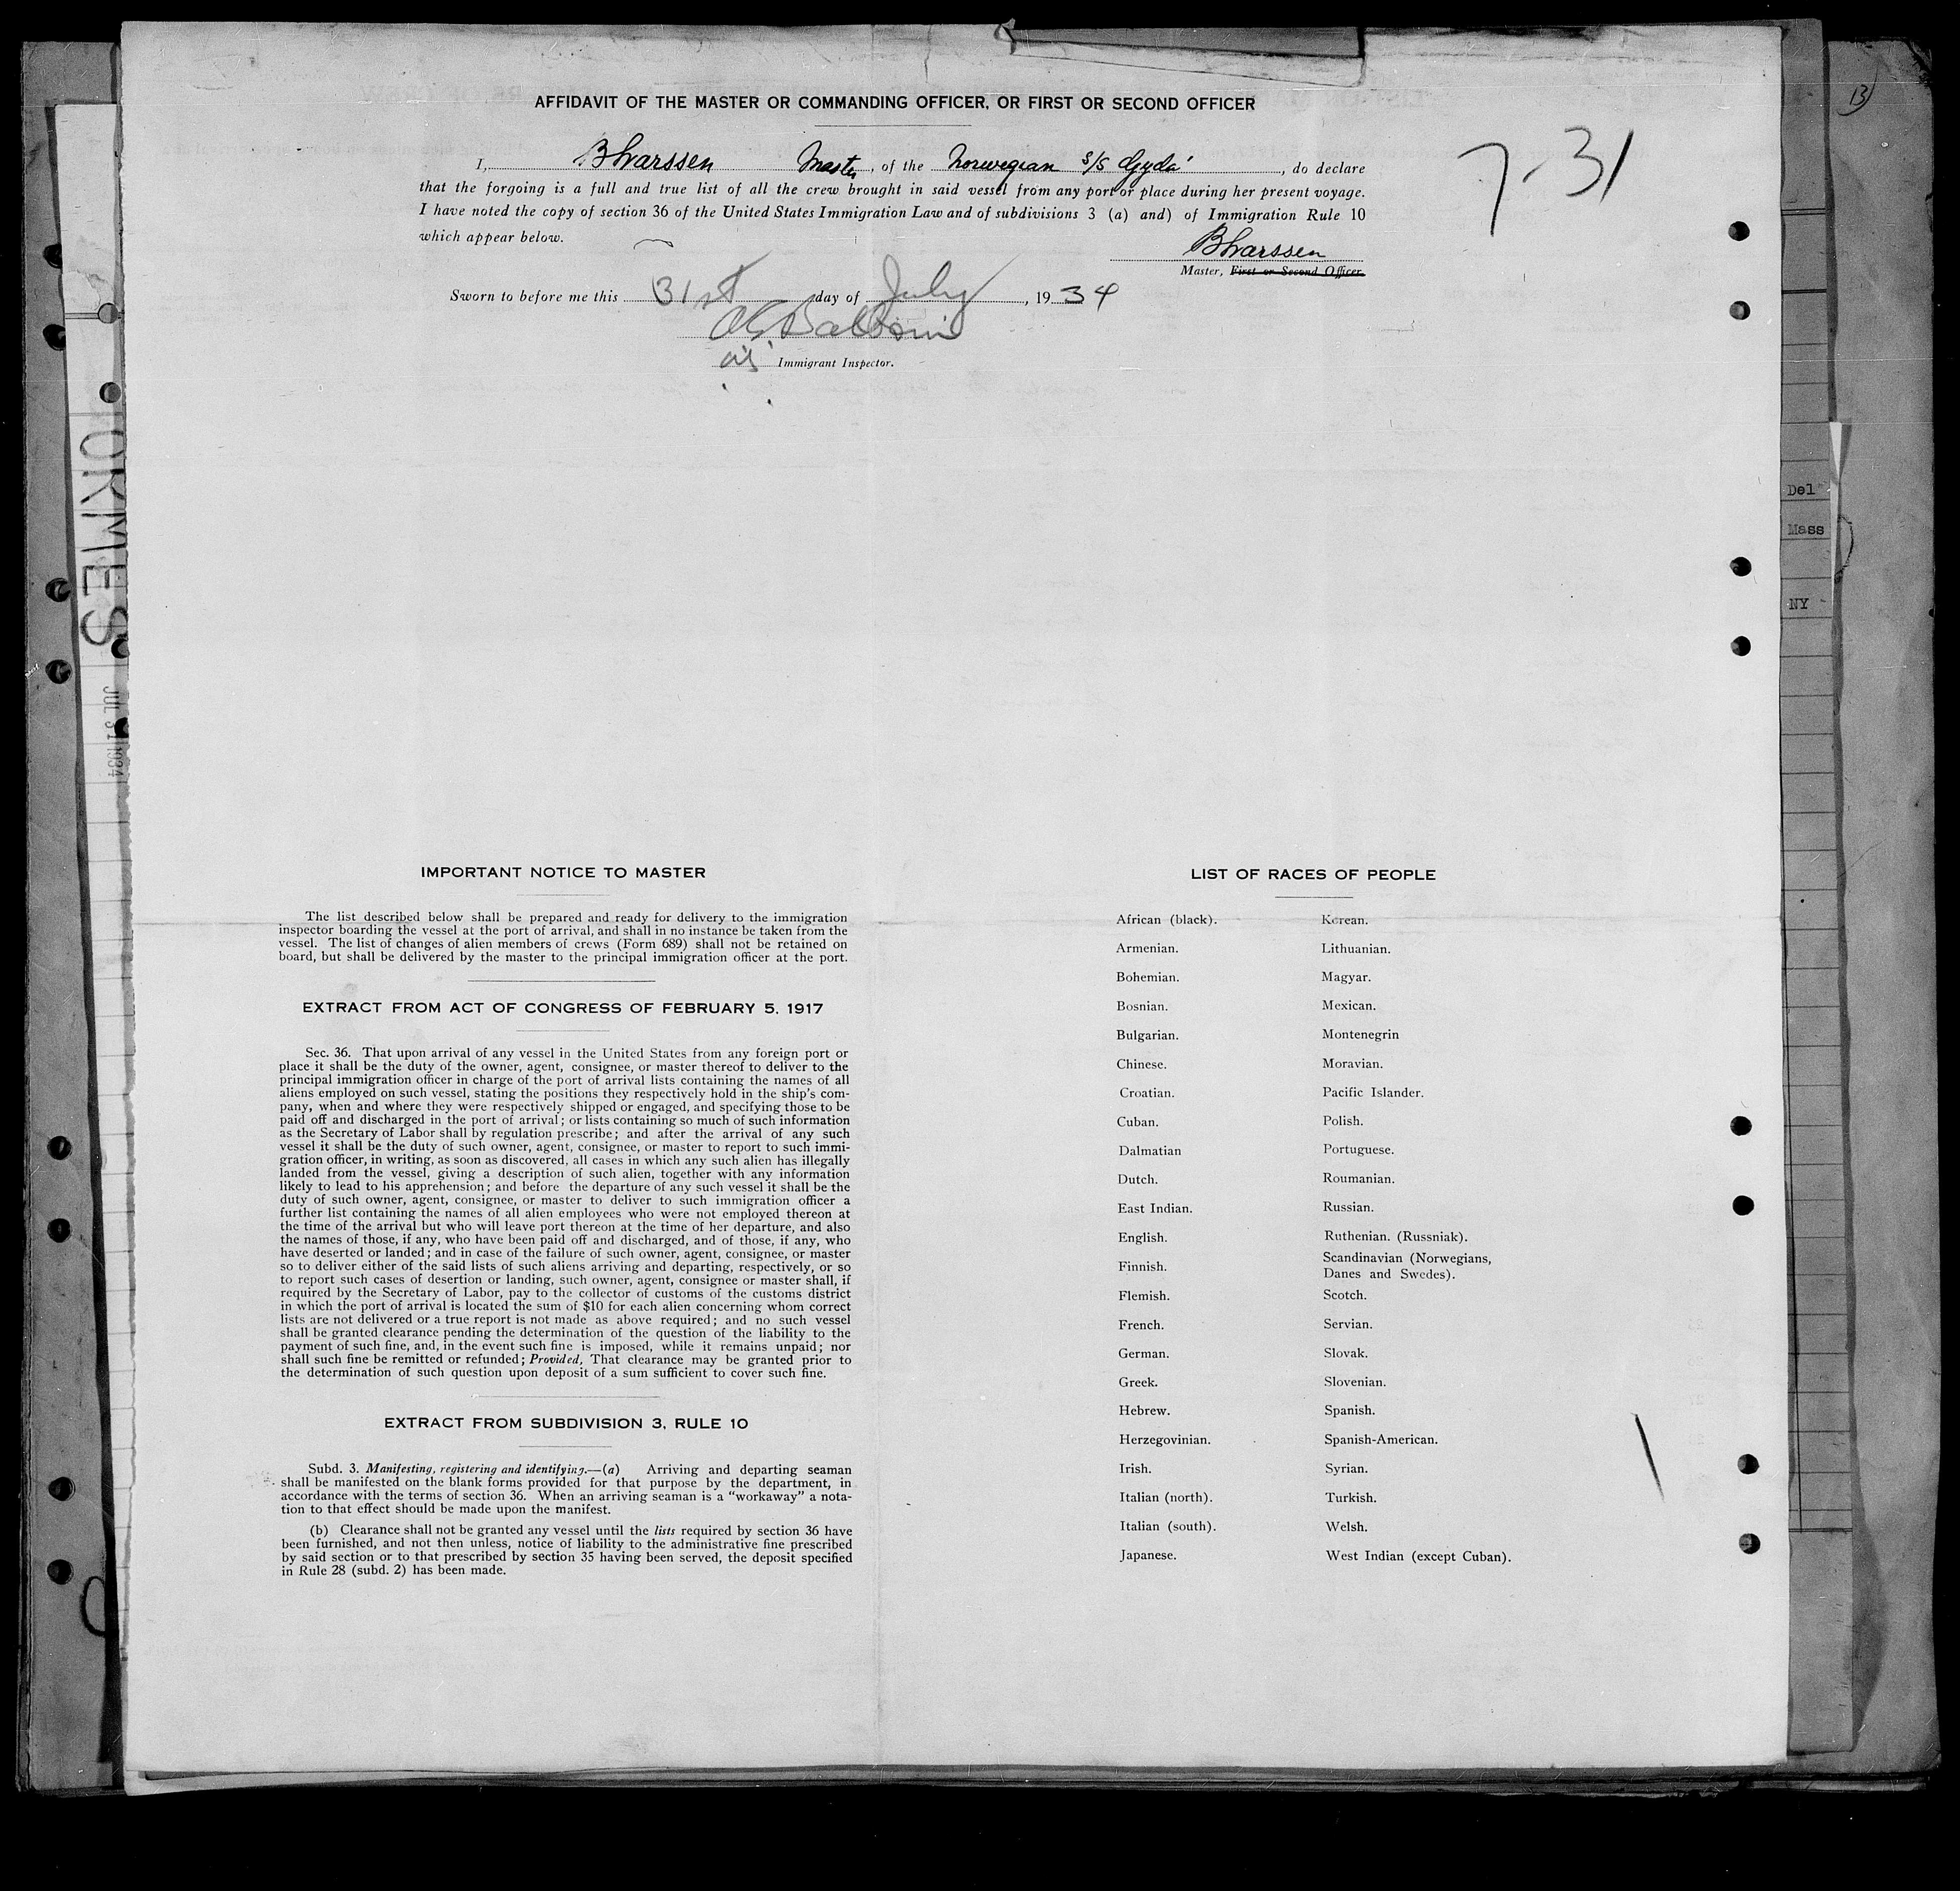 13
AFFIDAVIT OF THE MASTER OR COMMANDING OFFICER, OR FIRST OR SECOND OFFICER
7-31
I, Master, of the Norwegian S/S Gyda, do declare
that the forgoing is a full and true list of all the crew brought in said vessel from any port or place during her present voyage.
I have noted the copy of section 36 of the United States Immigration Law and of subdivisions 3 (a) and) of Immigration Rule 10
which appear below.
Master, First or Second Officer.
Sworn to before me this 31st day of July, 1934
Immigrant Inspector.
Del
Mass
NY
JUL 31 1934
IMPORTANT NOTICE TO MASTER
The list described below shall be prepared and ready for delivery to the immigration
inspector boarding the vessel at the port of arrival, and shall in no instance be taken from the
vessel. The list of changes of alien members of crews (Form 689) shall not be retained on
board, but shall be delivered by the master to the principal immigration officer at the port.
EXTRACT FROM ACT OF CONGRESS OF FEBRUARY 5, 1917
Sec. 36. That upon arrival of any vessel in the United States from any foreign port or
place it shall be the duty of the owner, agent, consignee, or master thereof to deliver to the
principal immigration officer in charge of the port of arrival lists containing the names of all
aliens employed on such vessel, stating the positions they respectively hold in the ship's com-
pany, when and where they were respectively shipped or engaged, and specifying those to be
paid off and discharged in the port of arrival; or lists containing so much of such information
as the Secretary of Labor shall by regulation prescribe; and after the arrival of any such
vessel it shall be the duty of such owner, agent, consignee, or master to report to such immi-
gration officer, in writing, as soon as discovered, all cases in which any such alien has illegally
landed from the vessel, giving a description of such alien, together with any information
likely to lead to his apprehension; and before the departure of any such vessel it shall be the
duty of such owner, agent, consignee, or master to deliver to such immigration officer a
further list containing the names of all alien employees who were not employed thereon at
the time of the arrival but who will leave port thereon at the time of her departure, and also
the names of those, if any, who have been paid off and discharged, and of those, if any, who
have deserted or landed; and in case of the failure of such owner, agent, consignee, or master
so to deliver either of the said lists of such aliens arriving and departing, respectively, or so
to report such cases of desertion or landing, such owner, agent, consignee or master shall, if
required by the Secretary of Labor, pay to the collector of customs of the customs district
in which the port of arrival is located the sum of $10 for each alien concerning whom correct
lists are not delivered or a true report is not made as above required; and no such vessel
shall be granted clearance pending the determination of the question of the liability to the
payment of such fine, and, in the event such fine is imposed, while it remains unpaid; nor
shall such fine be remitted or refunded; Provided, That clearance may be granted prior to
the determination of such question upon deposit of a sum sufficient to cover such fine.
EXTRACT FROM SUBDIVISION 3, RULE 10
Subd. 3. Manifesting, registering and identifying.—(a) Arriving and departing seaman
shall be manifested on the blank forms provided for that purpose by the department, in
accordance with the terms of section 36. When an arriving seaman is a "workaway" a nota-
tion to that effect should be made upon the manifest.
(b) Clearance shall not be granted any vessel until the lists required by section 36 have
been furnished, and not then unless, notice of liability to the administrative fine prescribed
by said section or to that prescribed by section 35 having been served, the deposit specified
in Rule 28 (subd. 2) has been made.
LIST OF RACES OF PEOPLE
African (black).
Armenian.
Bohemian.
Bosnian.
Bulgarian.
Chinese.
Croatian.
Cuban.
Dalmatian
Dutch.
East Indian.
English.
Finnish.
Flemish.
French.
German.
Greek.
Hebrew.
Herzegovinian.
Irish.
Italian (north).
Italian (south).
Japanese.
Korean.
Lithuanian.
Magyar.
Mexican.
Montenegrin
Moravian.
Pacific Islander.
Polish.
Portuguese.
Roumanian.
Russian.
Ruthenian. (Russniak).
Scandinavian (Norwegians,
Danes and Swedes).
Scotch.
Servian.
Slovak.
Slovenian.
Spanish.
Spanish-American.
Syrian.
Turkish.
Welsh.
West Indian (except Cuban).